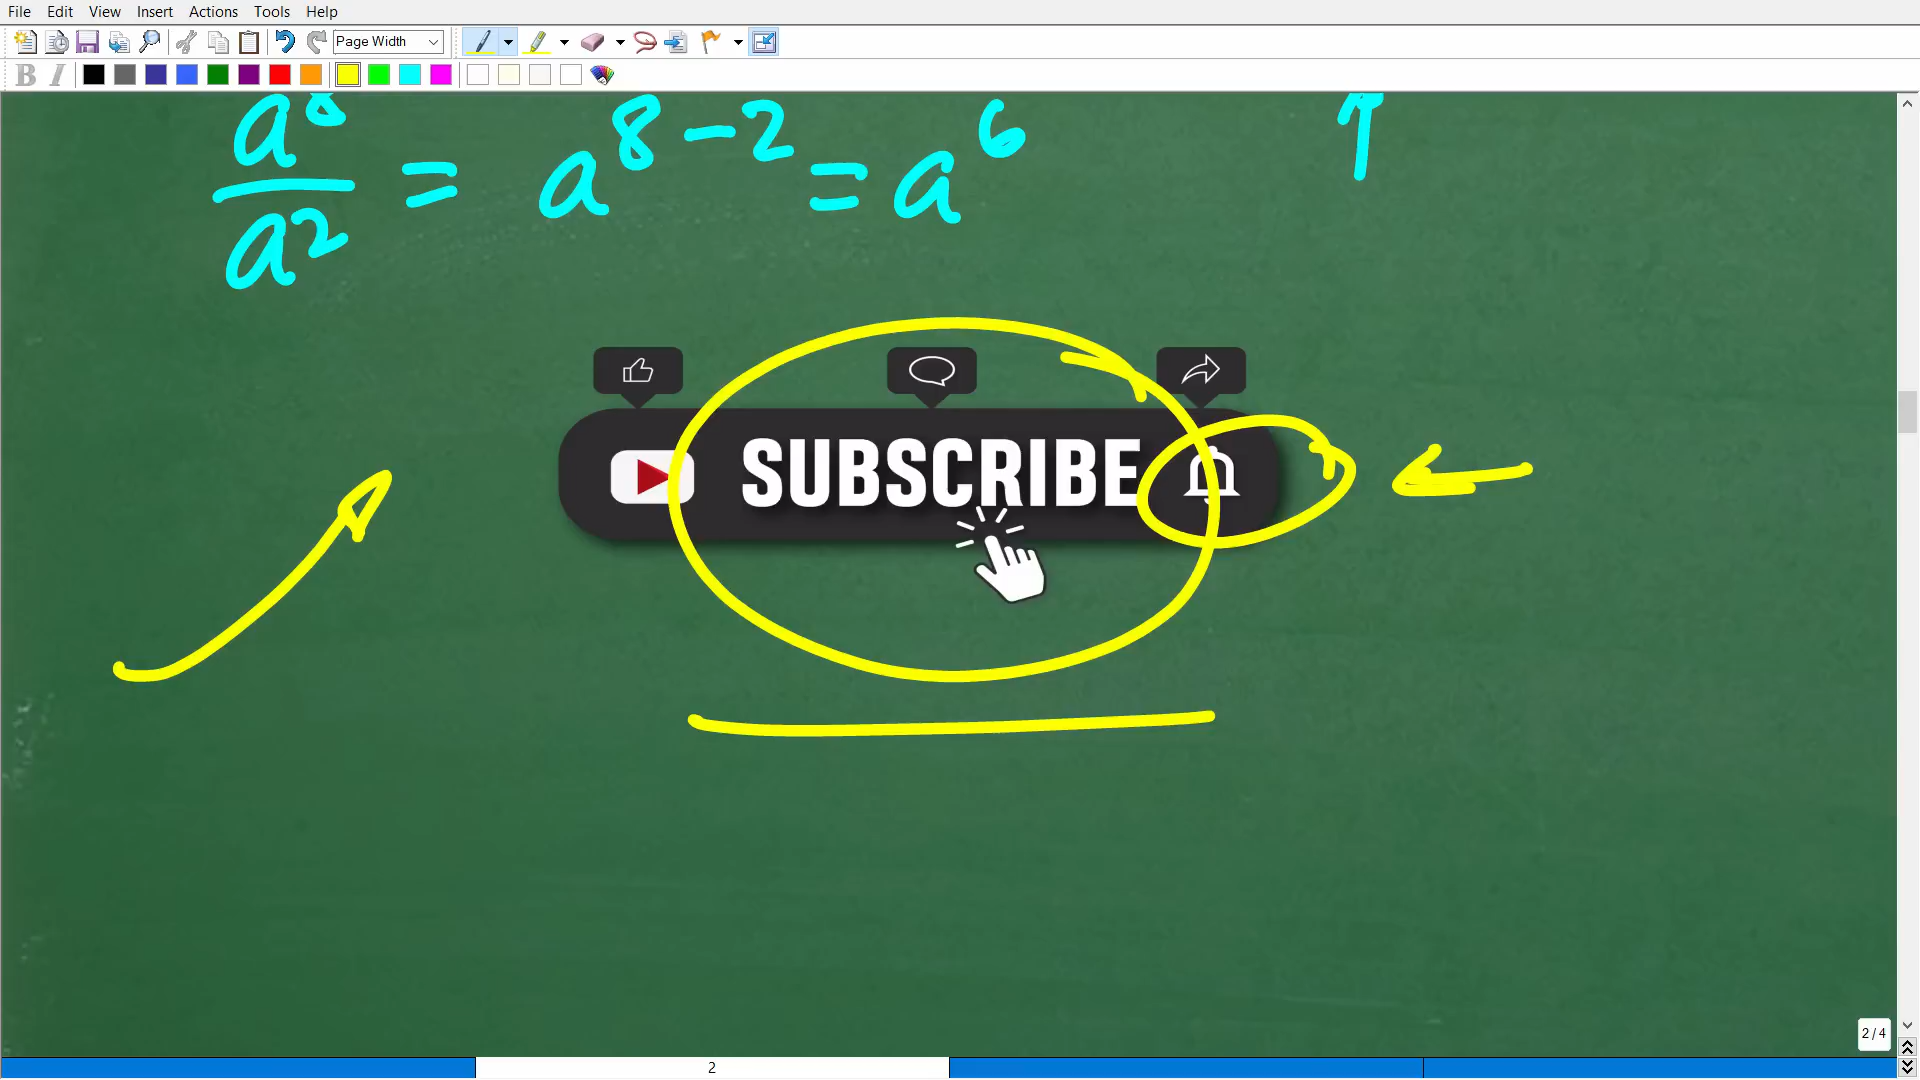 File Edit View Insert Actions Tools Help
Page Width
B I
a⁸/a² = a⁸⁻² = a⁶
SUBSCRIBE
2 / 4
2